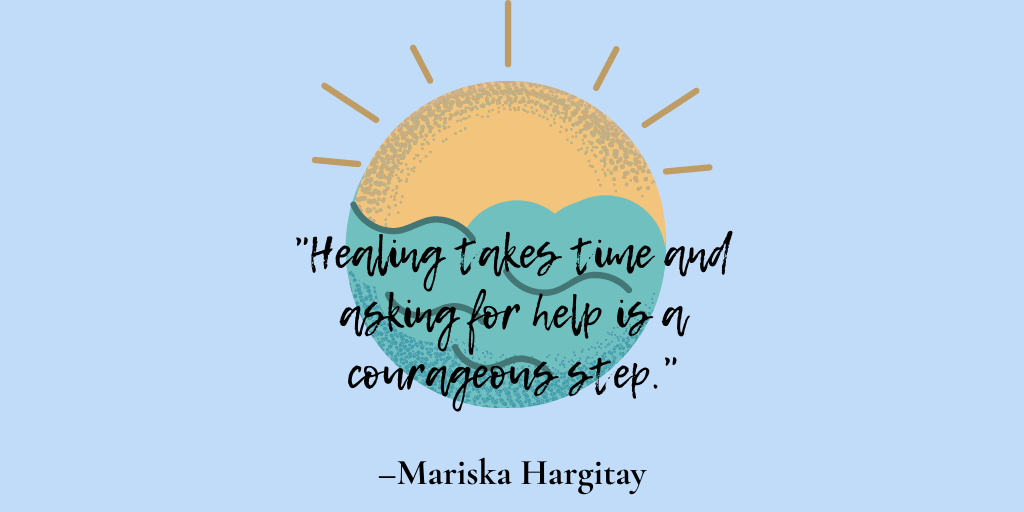 "Healing takes time and
asking for help is a
courageous step."
–Mariska Hargitay